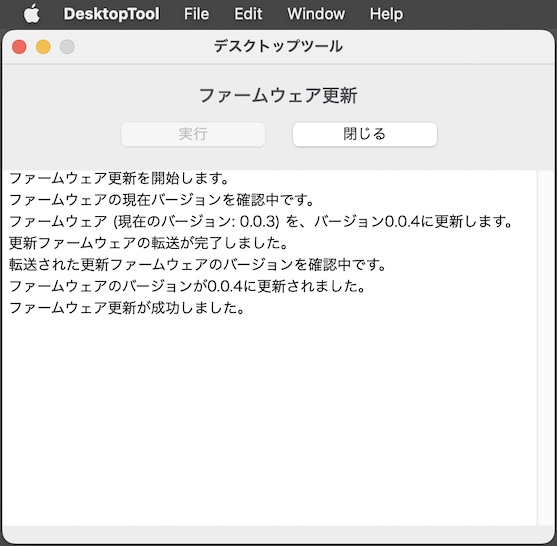 DesktopTool File Edit Window Help
デスクトップツール
ファームウェア更新
実行 閉じる
ファームウェア更新を開始します。
ファームウェアの現在バージョンを確認中です。
ファームウェア (現在のバージョン: 0.0.3) を、バージョン0.0.4に更新します。
更新ファームウェアの転送が完了しました。
転送された更新ファームウェアのバージョンを確認中です。
ファームウェアのバージョンが0.0.4に更新されました。
ファームウェア更新が成功しました。